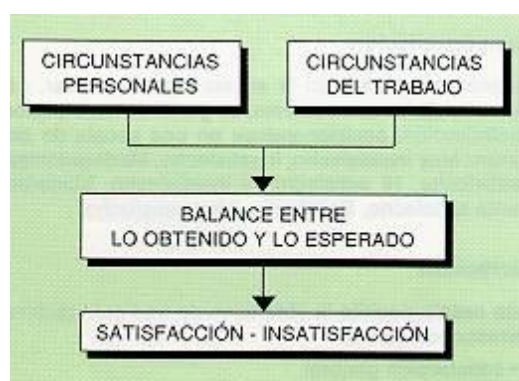 CIRCUNSTANCIAS
PERSONALES
CIRCUNSTANCIAS
DEL TRABAJO
BALANCE ENTRE
LO OBTENIDO Y LO ESPERADO
SATISFACCIÓN - INSATISFACCIÓN